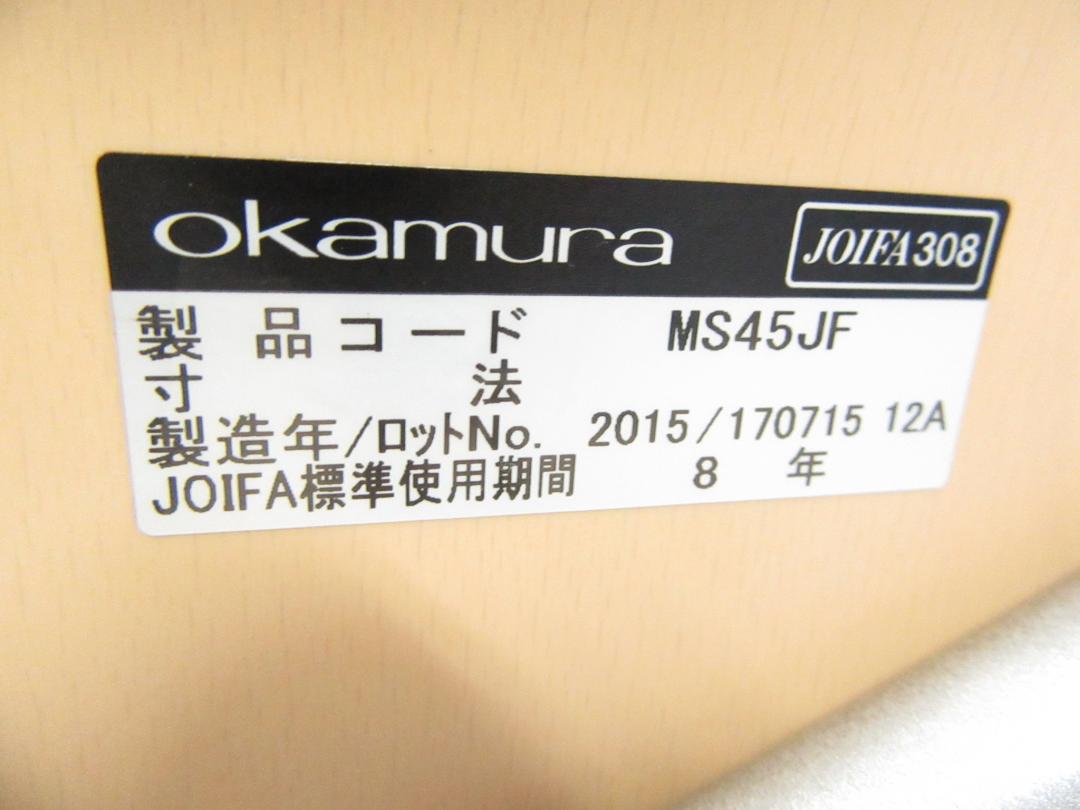 okamura JOIFA308
製品コード MS45JF
寸法
製造年/ロットNo. 2015/170715 12A
JOIFA標準使用期間 8年